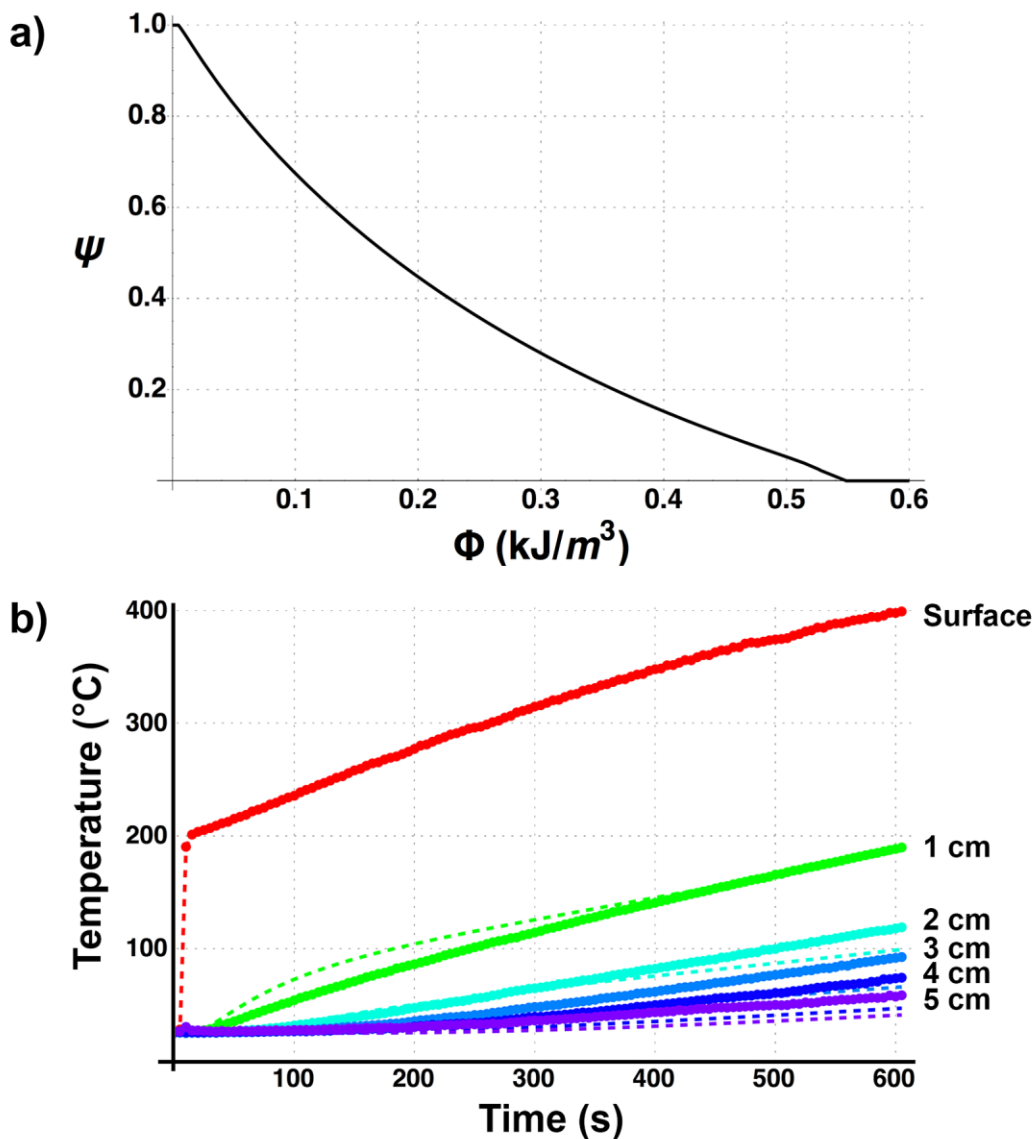 a)
1.0
0.8
0.6
ψ
0.4
0.2
0.1 0.2 0.3 0.4 0.5 0.6
Φ (kJ/m³)
b)
400
Surface
300
Temperature (°C)
200
1 cm
100
2 cm
3 cm
4 cm
5 cm
100 200 300 400 500 600
Time (s)